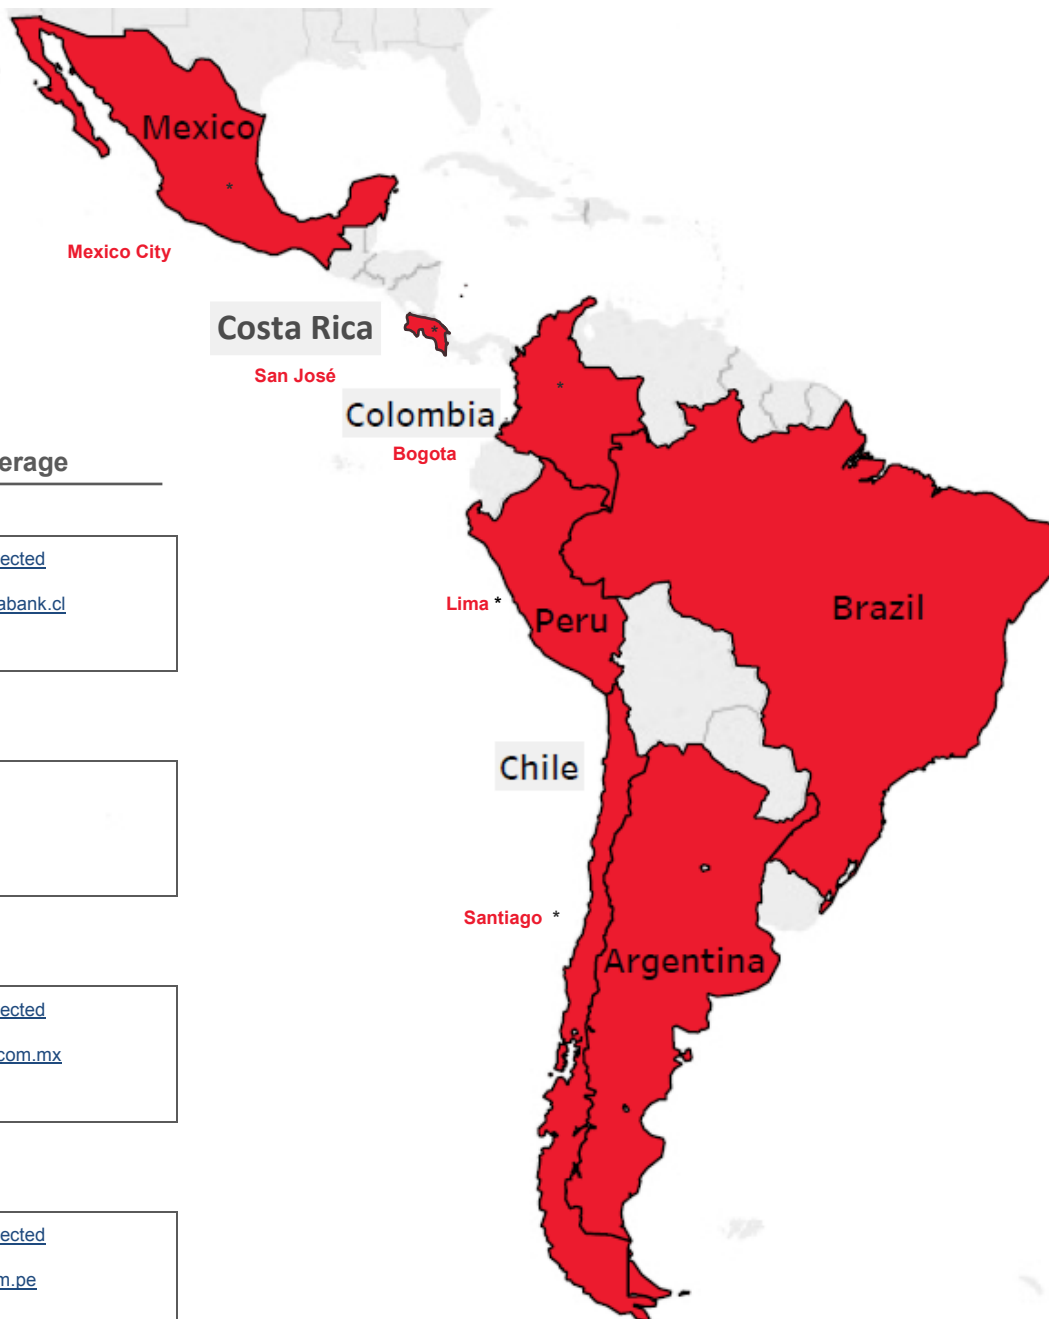 Mexico
*
Mexico City
Costa Rica
*
San José
Colombia
*
Bogota
erage
ected
abank.cl
Lima *
Peru
Brazil
Chile
Santiago *
Argentina
ected
com.mx
ected
m.pe